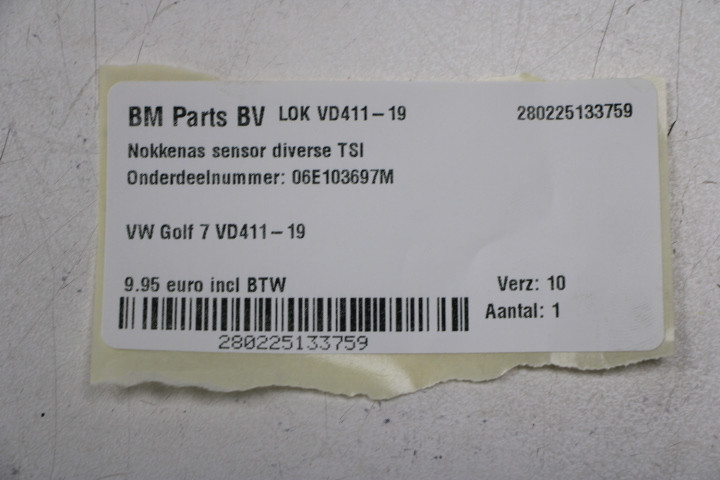 BM Parts BV LOK VD411-19 280225133759
Nokkenas sensor diverse TSI
Onderdeelnummer: 06E103697M
VW Golf 7 VD411-19
9.95 euro incl BTW Verz: 10
Aantal: 1
280225133759